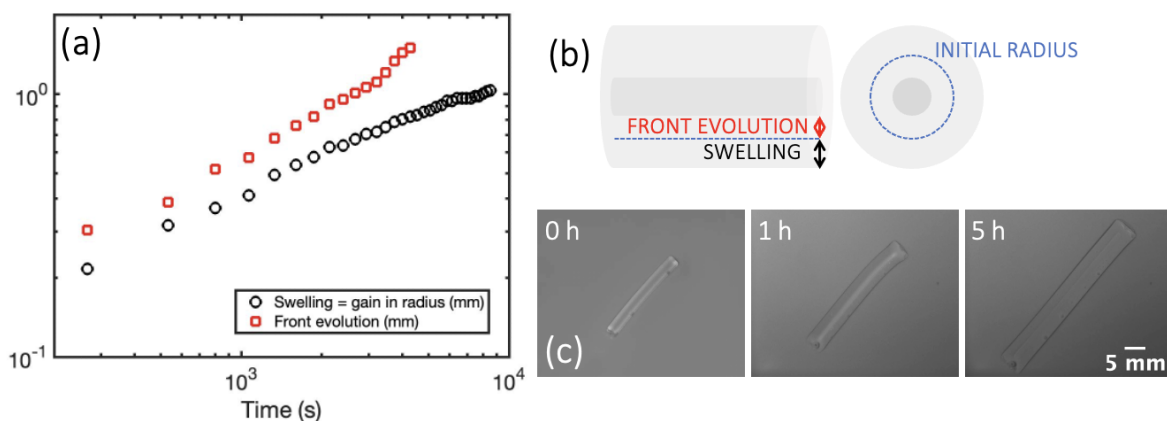 (a)
10⁰
10⁻¹
10³
10⁴
Time (s)
Swelling = gain in radius (mm)
Front evolution (mm)
(b)
INITIAL RADIUS
FRONT EVOLUTION
SWELLING
0 h
1 h
5 h
(c)
5 mm